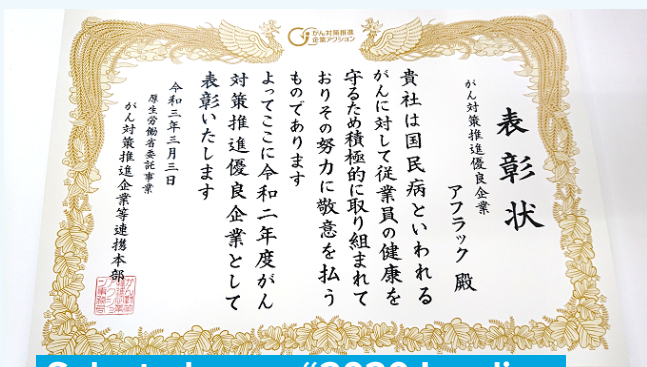 がん対策推進
企業アクション
表彰状
がん対策推進優良企業
アフラック 殿
貴社は国民病といわれる
がんに対して従業員の健康を
守るため積極的に取り組まれて
おりその努力に敬意を払う
ものであります
よってここに令和二年度がん
対策推進優良企業として
表彰いたします
令和三年三月三日
厚生労働省委託事業
がん対策推進企業等連携本部